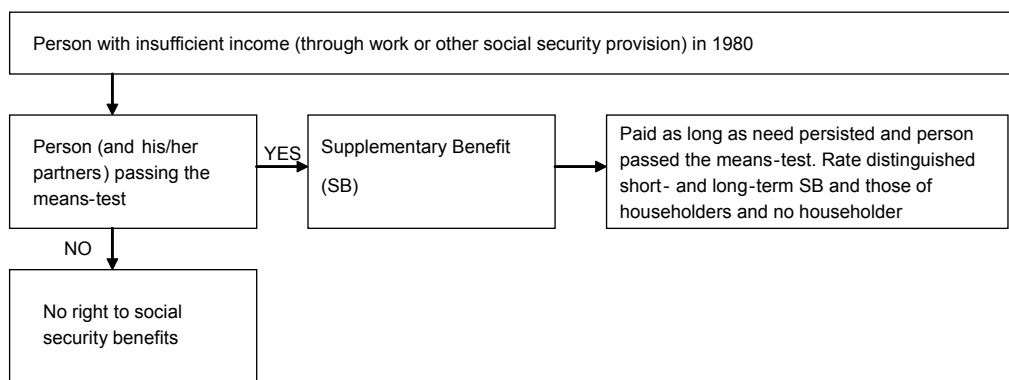 Person with insufficient income (through work or other social security provision) in 1980
Person (and his/her
partners) passing the
means-test
YES
Supplementary Benefit
(SB)
Paid as long as need persisted and person
passed the means-test. Rate distinguished
short- and long-term SB and those of
householders and no householder
NO
No right to social
security benefits